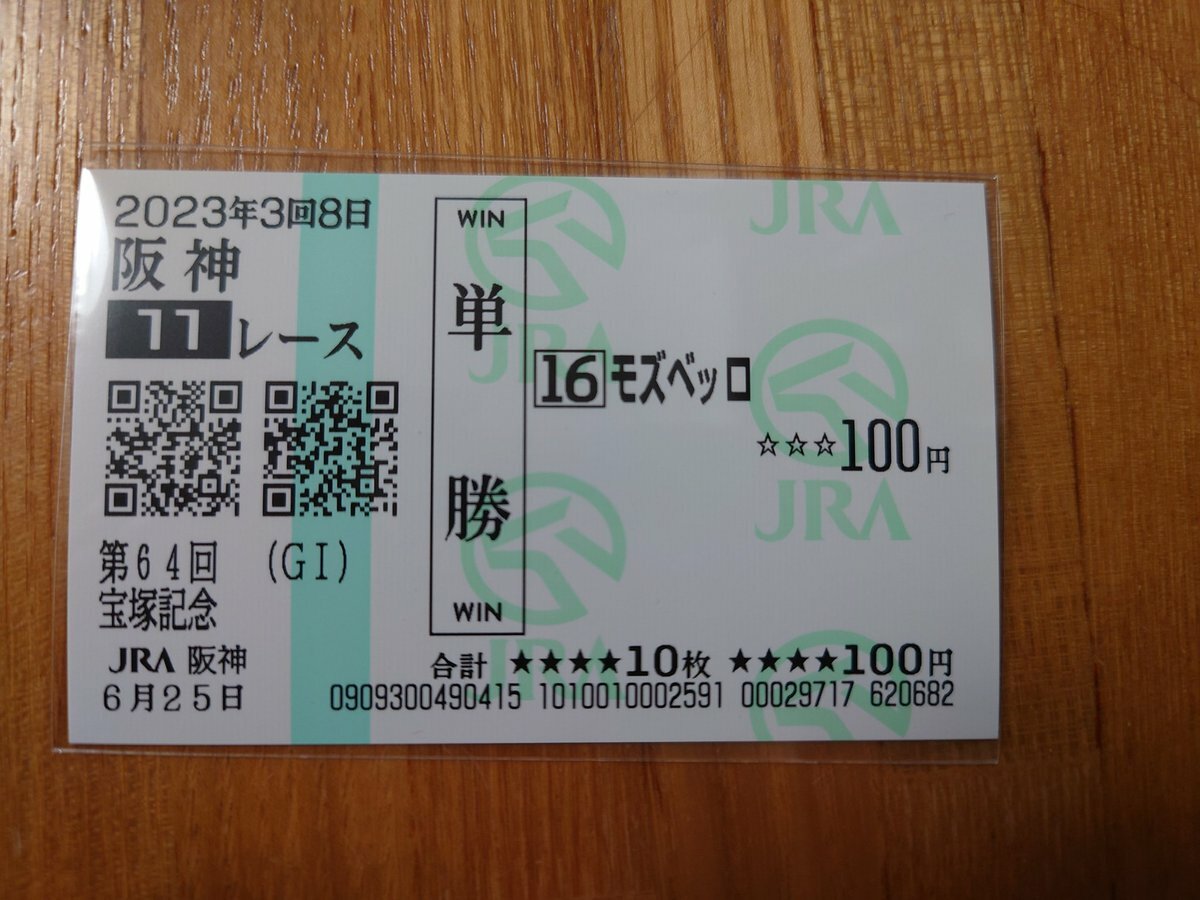 2023年3回8日
阪神
11レース
第64回 (GⅠ)
宝塚記念
JRA 阪神
6月25日
WIN
単勝
WIN
16 モズベッロ
☆☆☆100円
合計 ★★★★10枚 ★★★★100円
0909300490415 1010010002591 00029717 620682
JRA
JRA
JRA